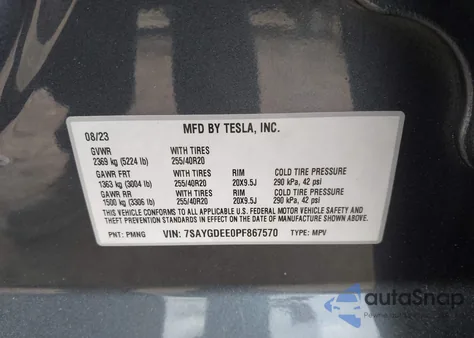 MFD BY TESLA, INC.
08/23
GVWR WITH TIRES
2369 kg (5224 lb) 255/40R20
GAWR FRT WITH TIRES RIM COLD TIRE PRESSURE
1363 kg (3004 lb) 255/40R20 20X9.5J 290 kPa, 42 psi
GAWR RR WITH TIRES RIM COLD TIRE PRESSURE
1500 kg (3306 lb) 255/40R20 20X9.5J 290 kPa, 42 psi
THIS VEHICLE CONFORMS TO ALL APPLICABLE U.S. FEDERAL MOTOR VEHICLE SAFETY AND
THEFT PREVENTION STANDARDS IN EFFECT ON THE DATE OF MANUFACTURE SHOWN ABOVE.
PNT: PMNG VIN: 7SAYGDEE0PF867570 TYPE: MPV
autoSnap